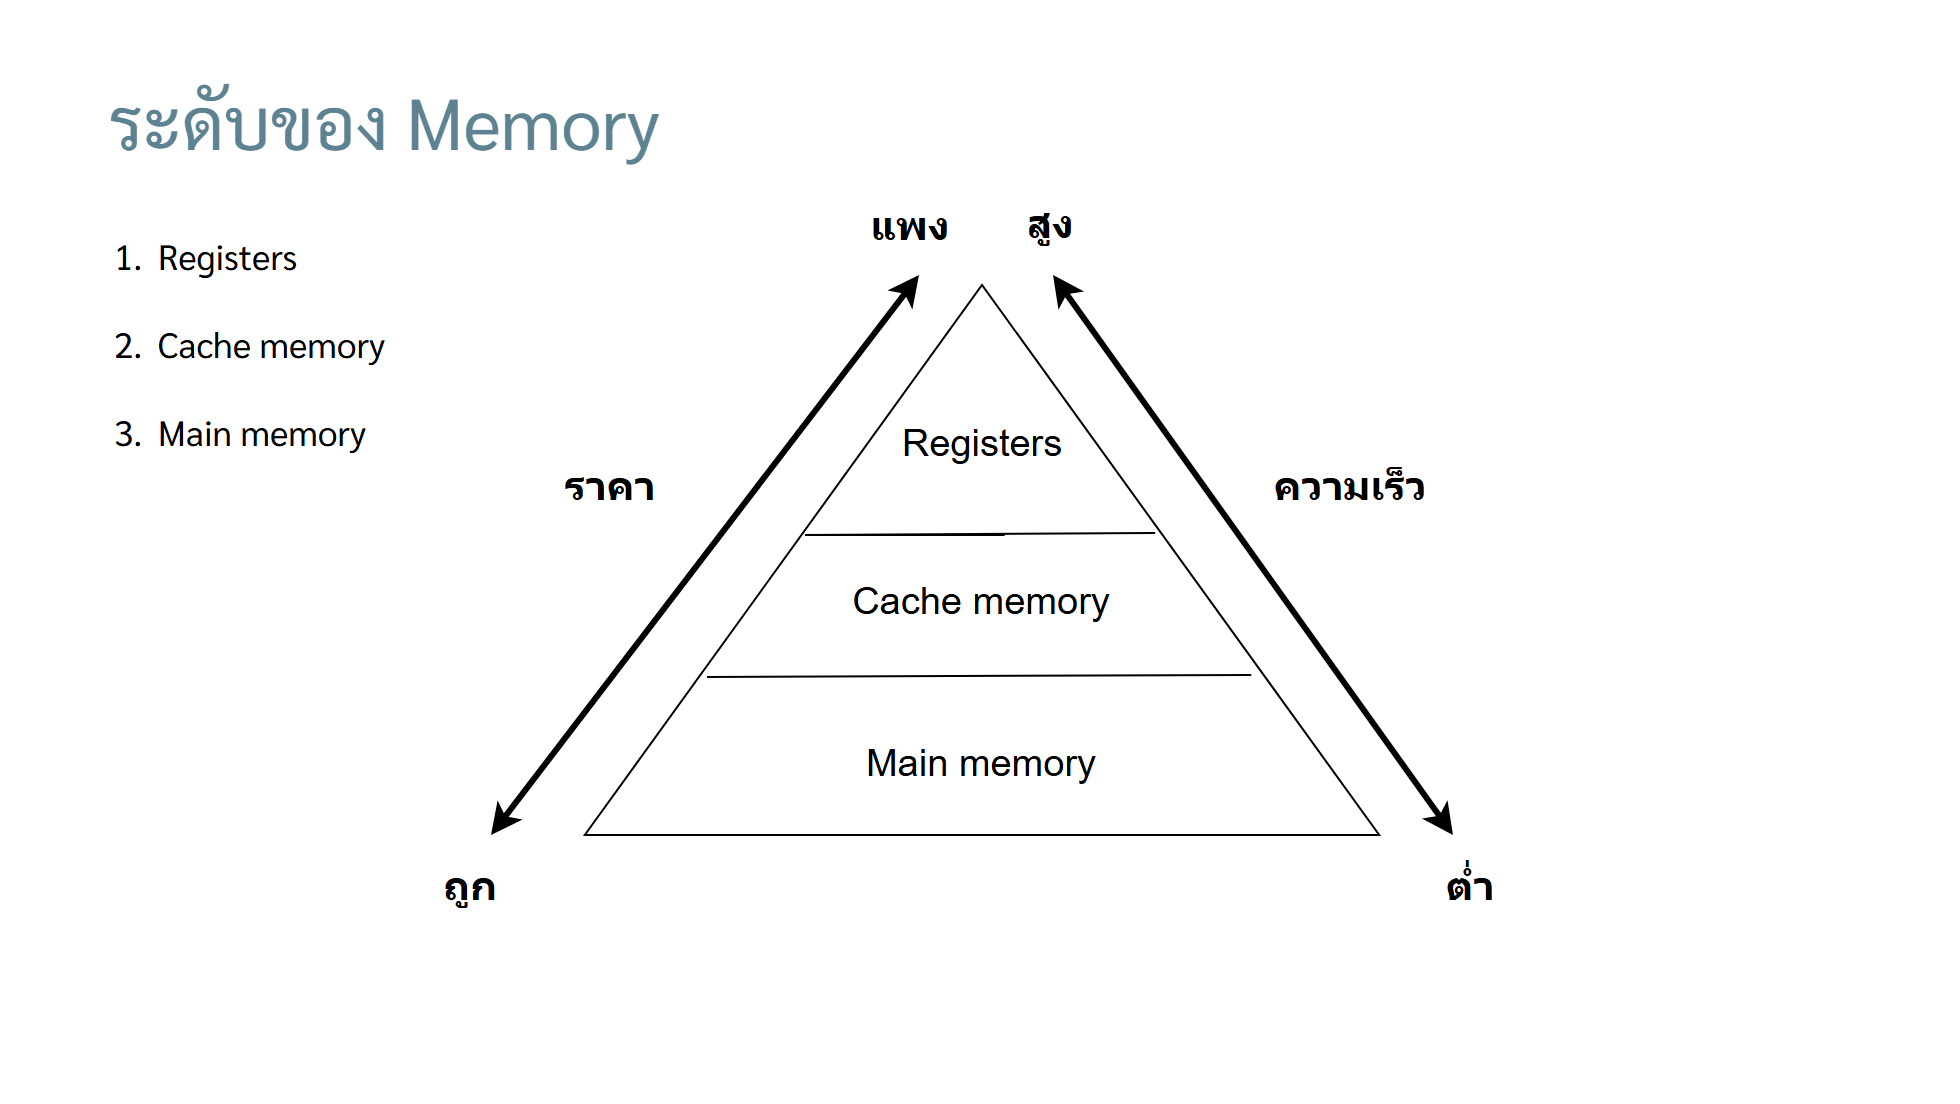 ระดับของ Memory
1. Registers
2. Cache memory
3. Main memory
แพง สูง
Registers
ราคา ความเร็ว
Cache memory
Main memory
ถูก ต่ำ